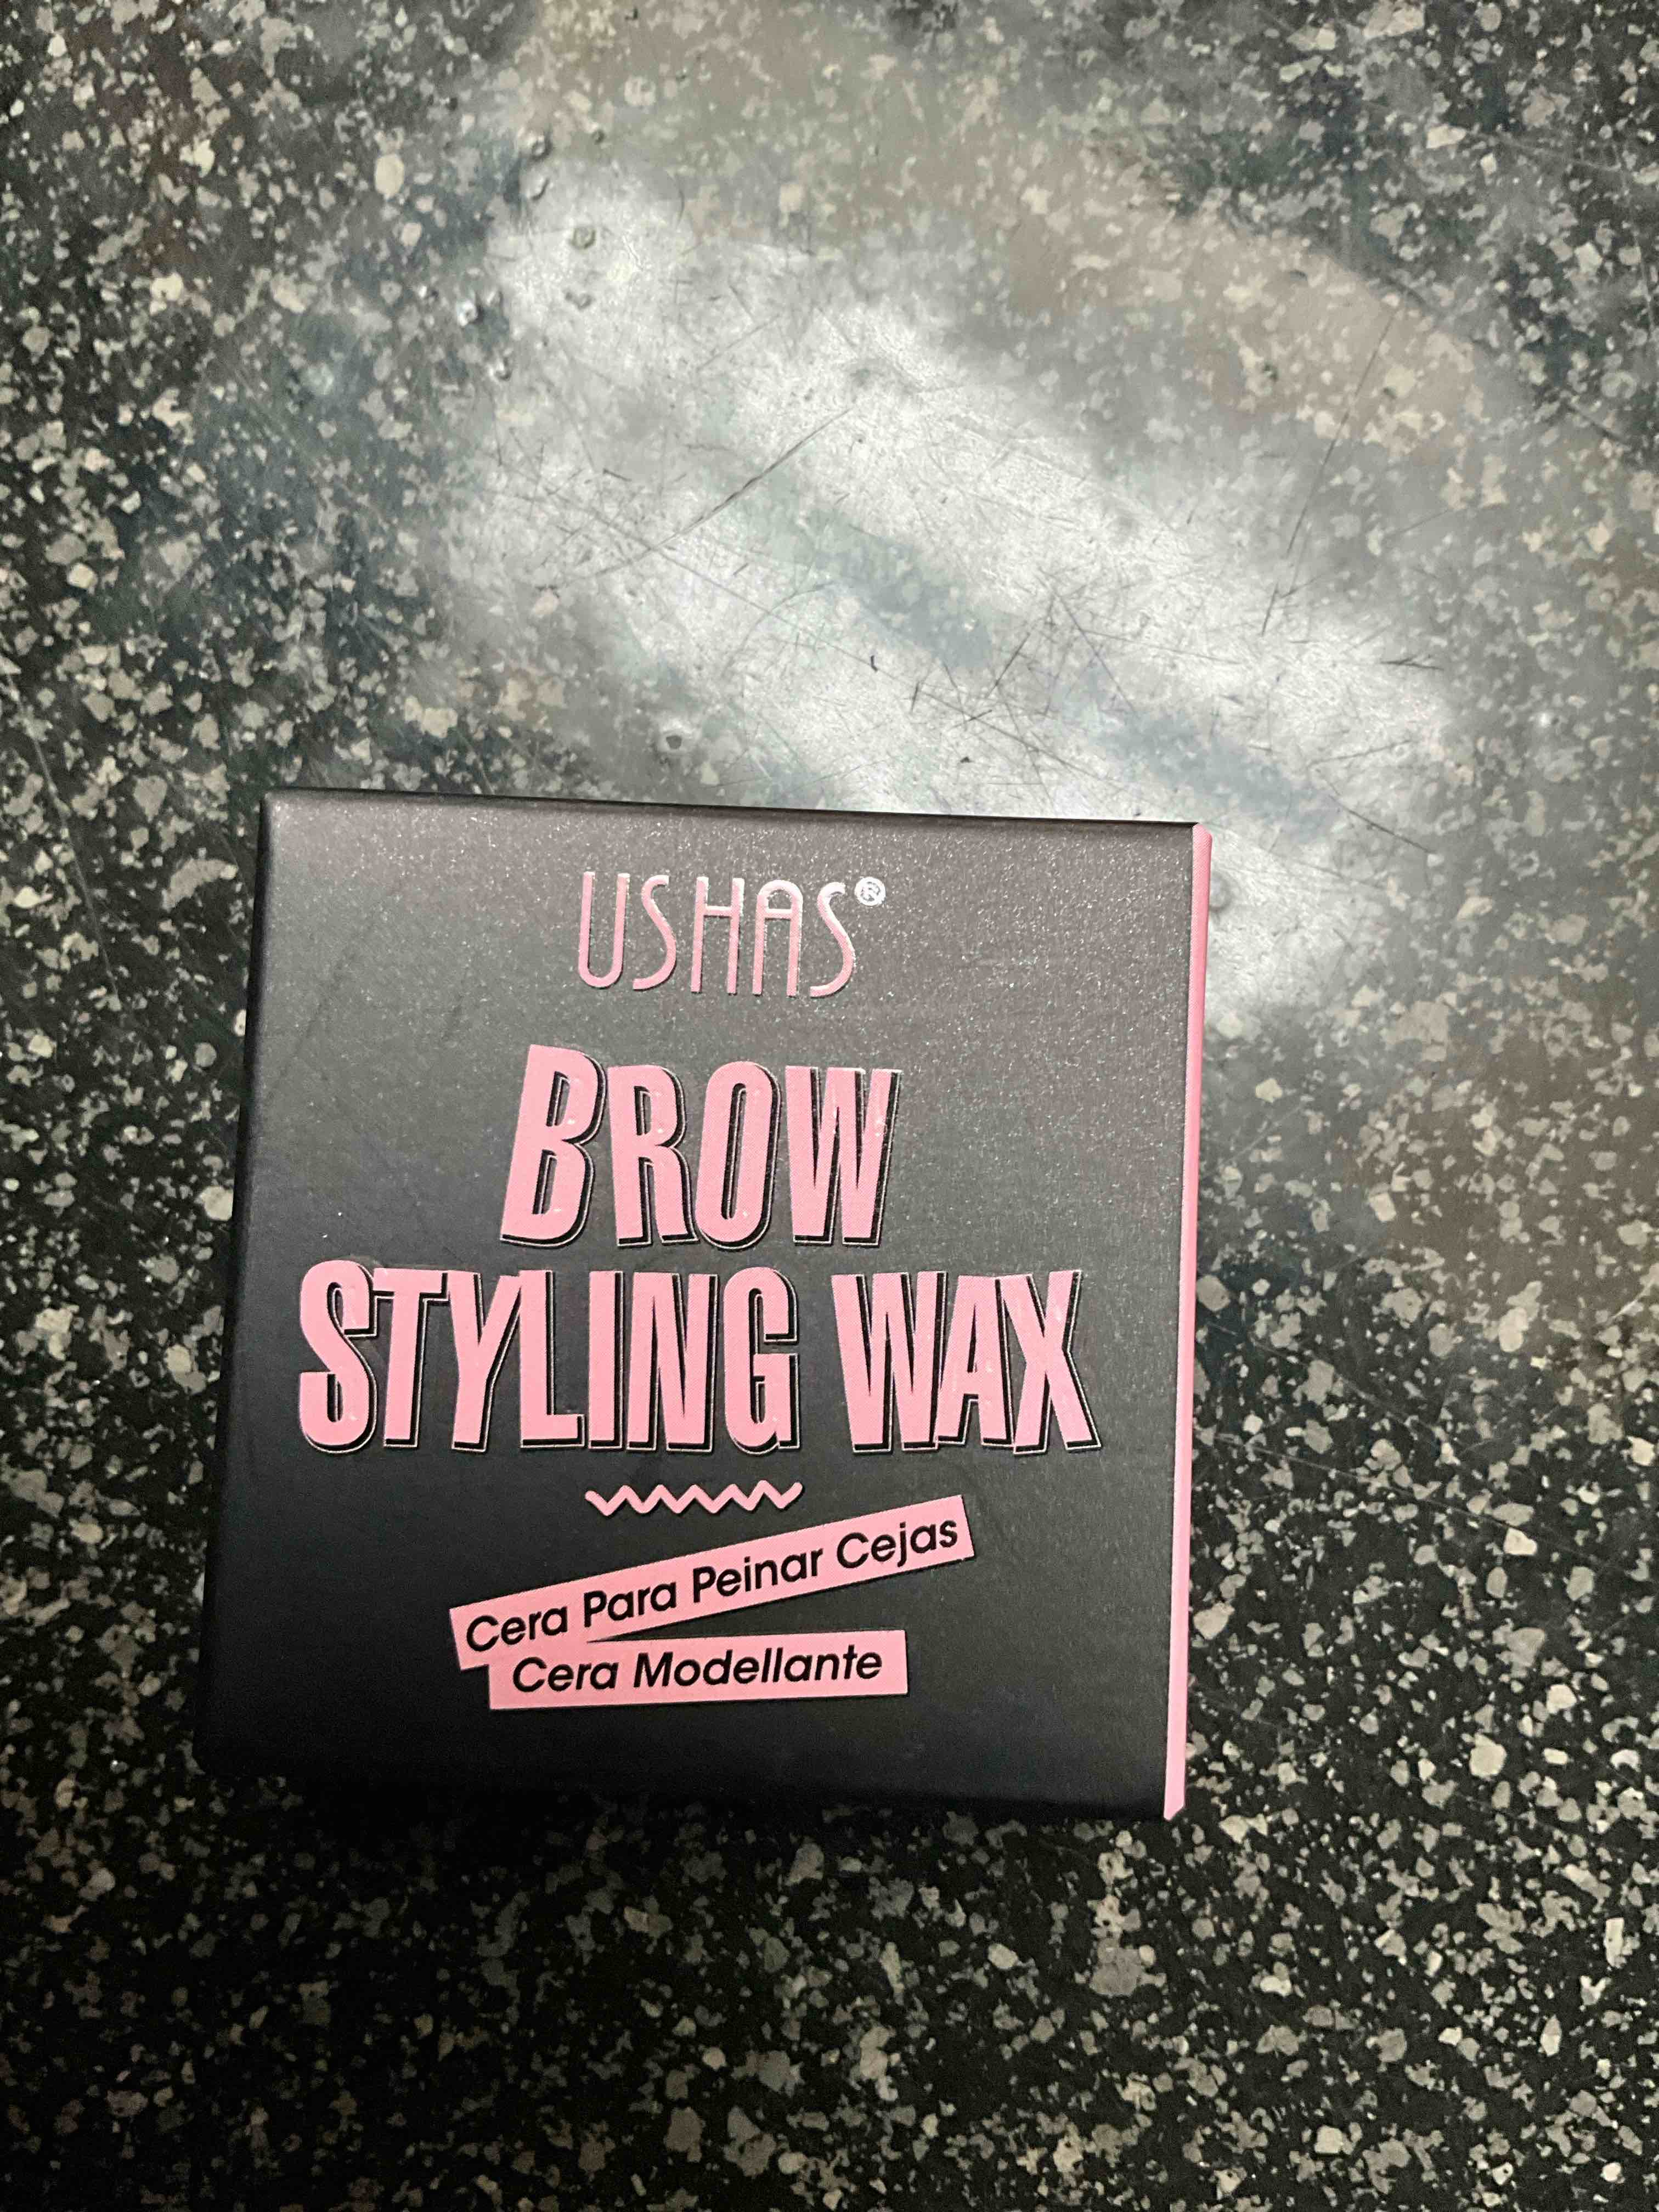 USHAS®
BROW
STYLING WAX
Cera Para Peinar Cejas
Cera Modellante